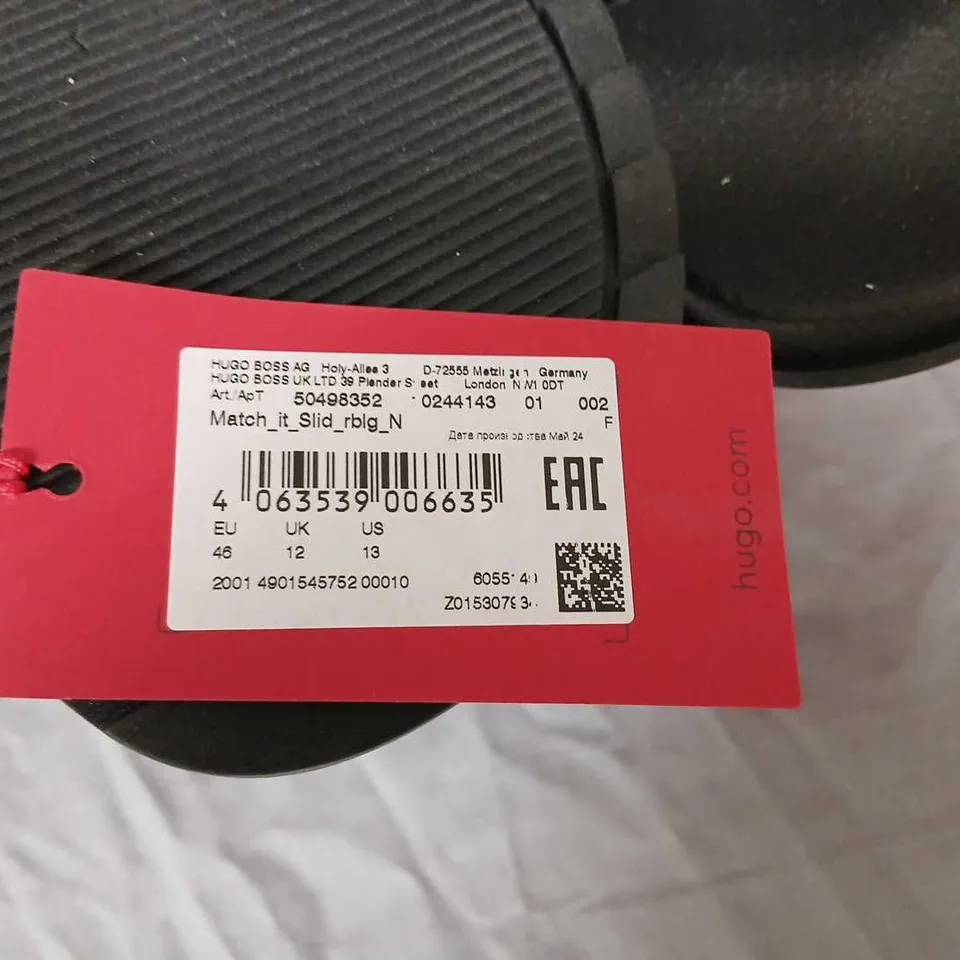 HUGO BOSS AG Holy-Allee 3 D-72555 Metzingen Germany
HUGO BOSS UK LTD 39 Plender Street London NW1 0DT
Art./АрТ 50498352 10244143 01 002
Match_it_Slid_rblg_N F
Дата производства Май 24
4 063539 006635
EAC
EU UK US
46 12 13
2001 4901545752 00010
hugo.com